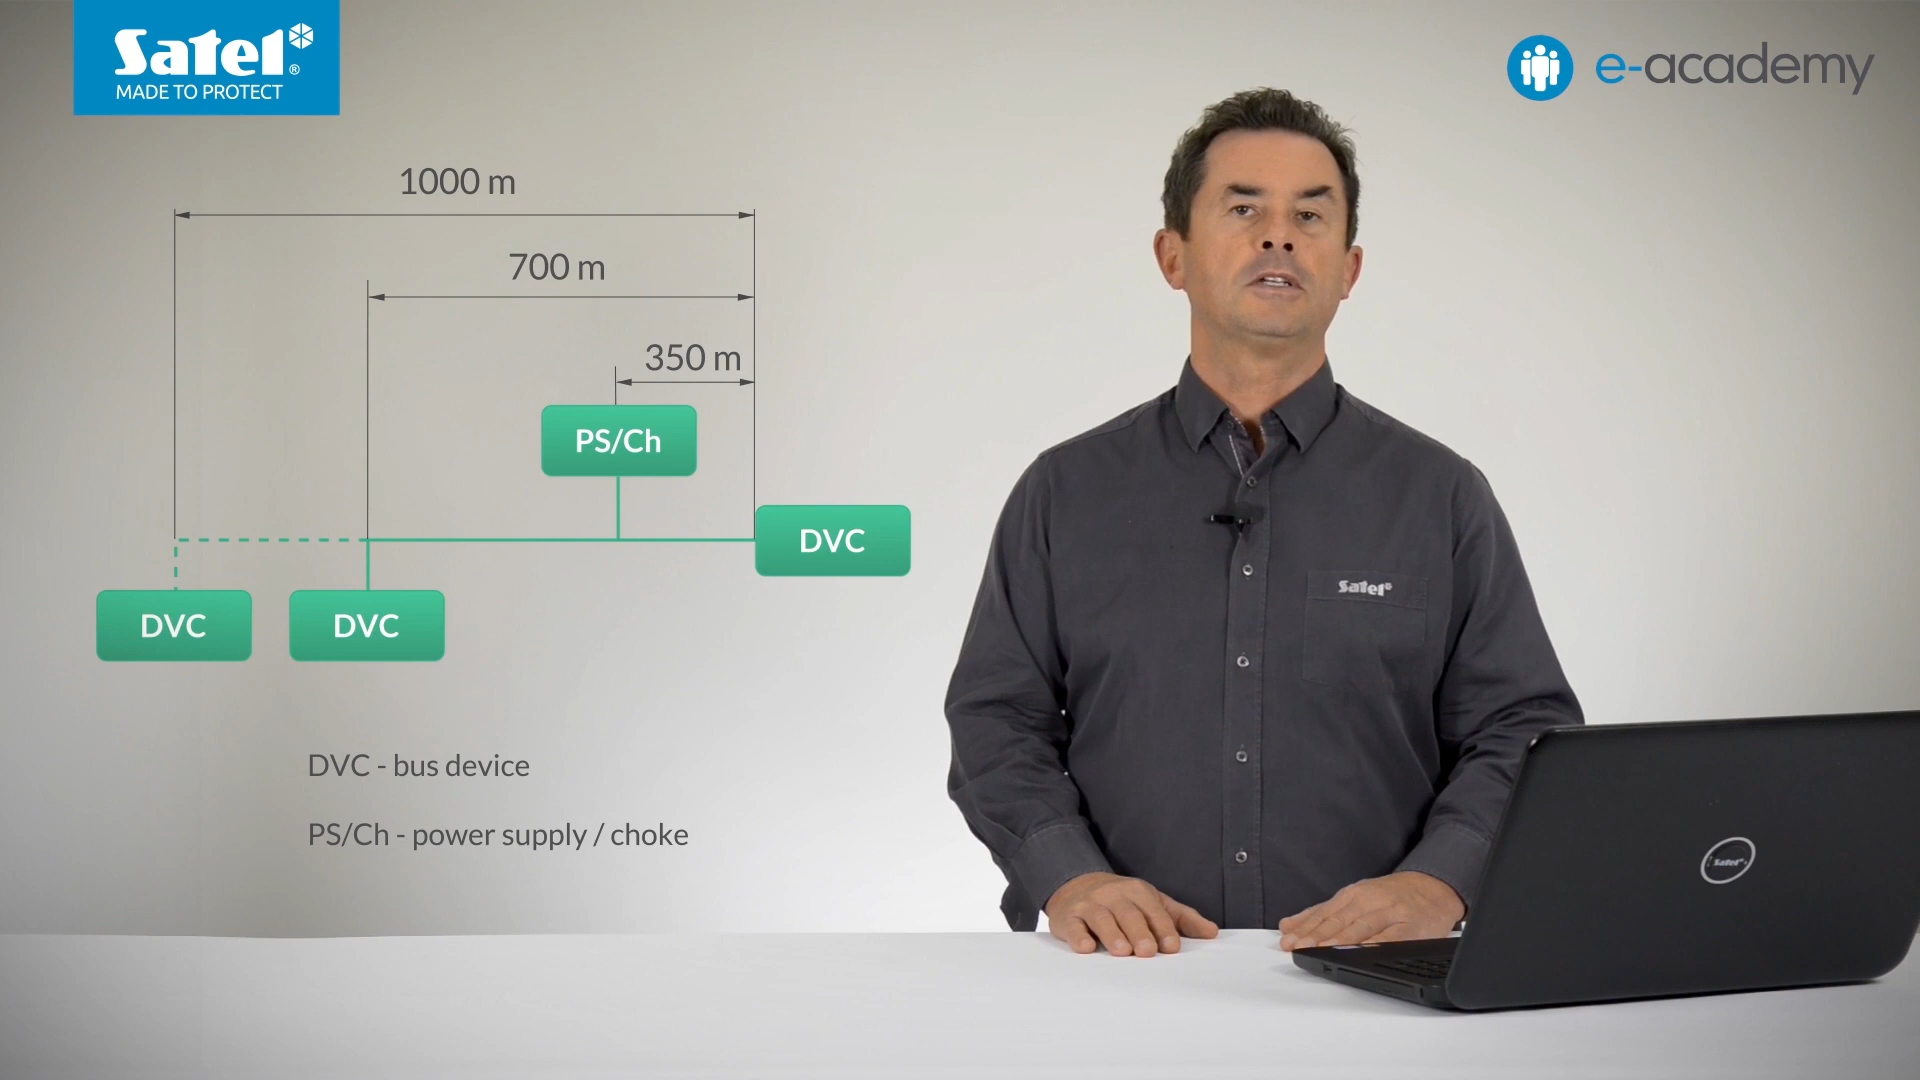 Satel®
MADE TO PROTECT
e-academy
1000 m
700 m
350 m
PS/Ch
DVC
DVC
DVC
DVC - bus device
PS/Ch - power supply / choke
Satel
Satel